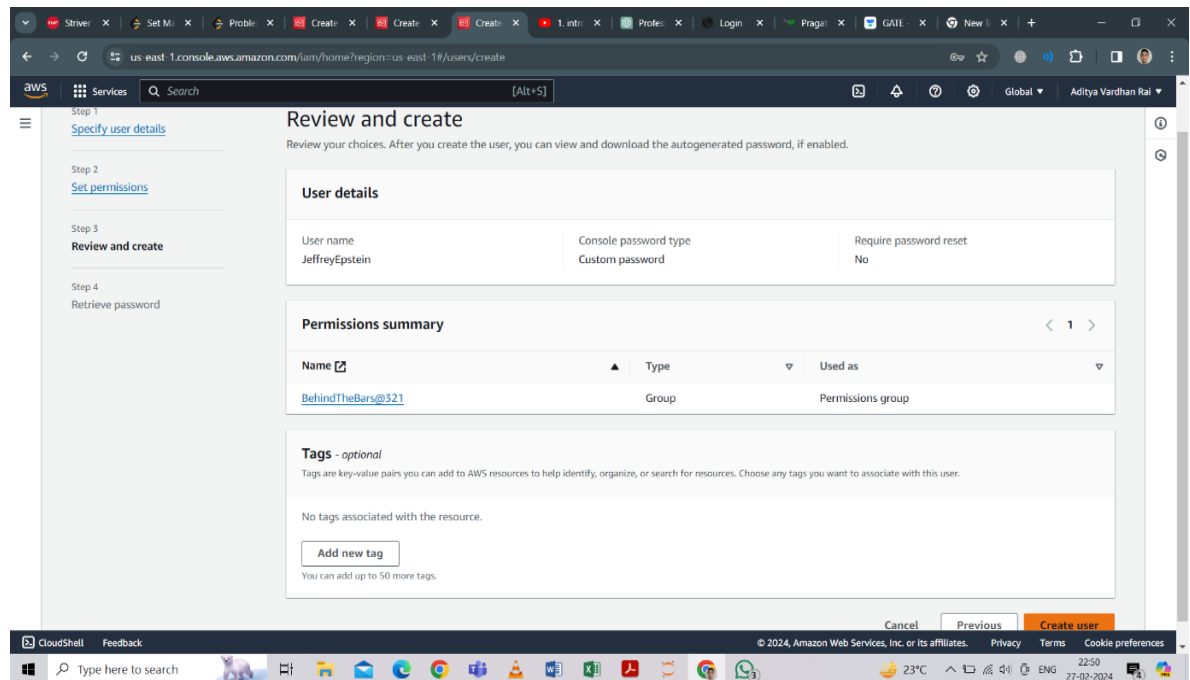 Striver
Set Ma
Proble
Create
Create
Create
1. intro
Profes
Login
Pragat
GATE -
New
us-east-1.console.aws.amazon.com/iam/home?region=us-east-1#/users/create
aws
Services
Search
[Alt+S]
Global
Aditya Vardhan Rai
Step 1
Specify user details
Step 2
Set permissions
Step 3
Review and create
Step 4
Retrieve password
Review and create
Review your choices. After you create the user, you can view and download the autogenerated password, if enabled.
User details
User name
JeffreyEpstein
Console password type
Custom password
Require password reset
No
Permissions summary
1
Name
Type
Used as
BehindTheBars@321
Group
Permissions group
Tags - optional
Tags are key-value pairs you can add to AWS resources to help identify, organize, or search for resources. Choose any tags you want to associate with this user.
No tags associated with the resource.
Add new tag
You can add up to 50 more tags.
Cancel
Previous
Create user
CloudShell
Feedback
© 2024, Amazon Web Services, Inc. or its affiliates.
Privacy
Terms
Cookie preferences
Type here to search
23°C
ENG
22:50
27-02-2024